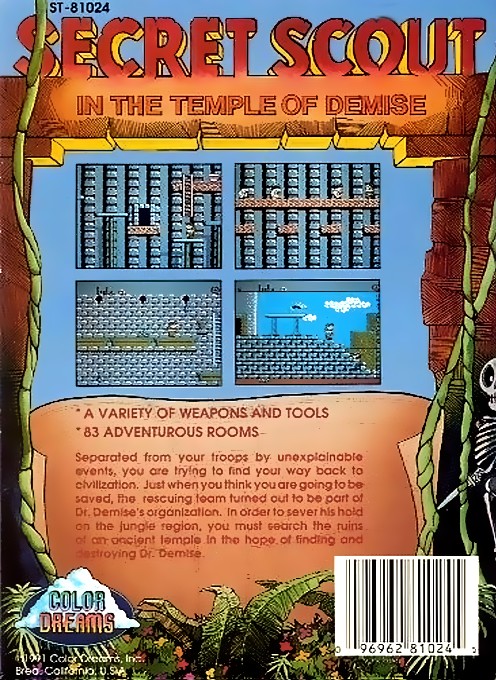 ST-81024
SECRET SCOUT
IN THE TEMPLE OF DEMISE
* A VARIETY OF WEAPONS AND TOOLS
* 83 ADVENTUROUS ROOMS
Separated from your troops by unexplainable
events, you are trying to find your way back to
civilization. Just when you think you are going to be
saved, the rescuing team turned out to be part of
Dr. Demise's organization. In order to sever his hold
on the jungle region, you must search the ruins
of an ancient temple in the hope of finding and
destroying Dr. Demise.
COLOR
DREAMS
©1991 Color Dreams, Inc.
Brea, California, U.S.A.
0 96962 81024 5